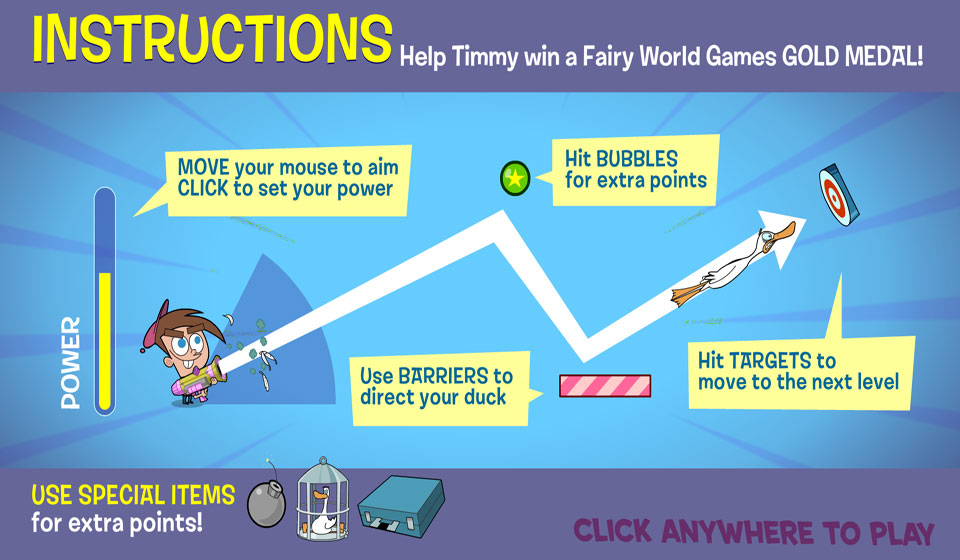 INSTRUCTIONS
Help Timmy win a Fairy World Games GOLD MEDAL!
MOVE your mouse to aim
CLICK to set your power
Hit BUBBLES
for extra points
POWER
Use BARRIERS to
direct your duck
Hit TARGETS to
move to the next level
USE SPECIAL ITEMS
for extra points!
CLICK ANYWHERE TO PLAY